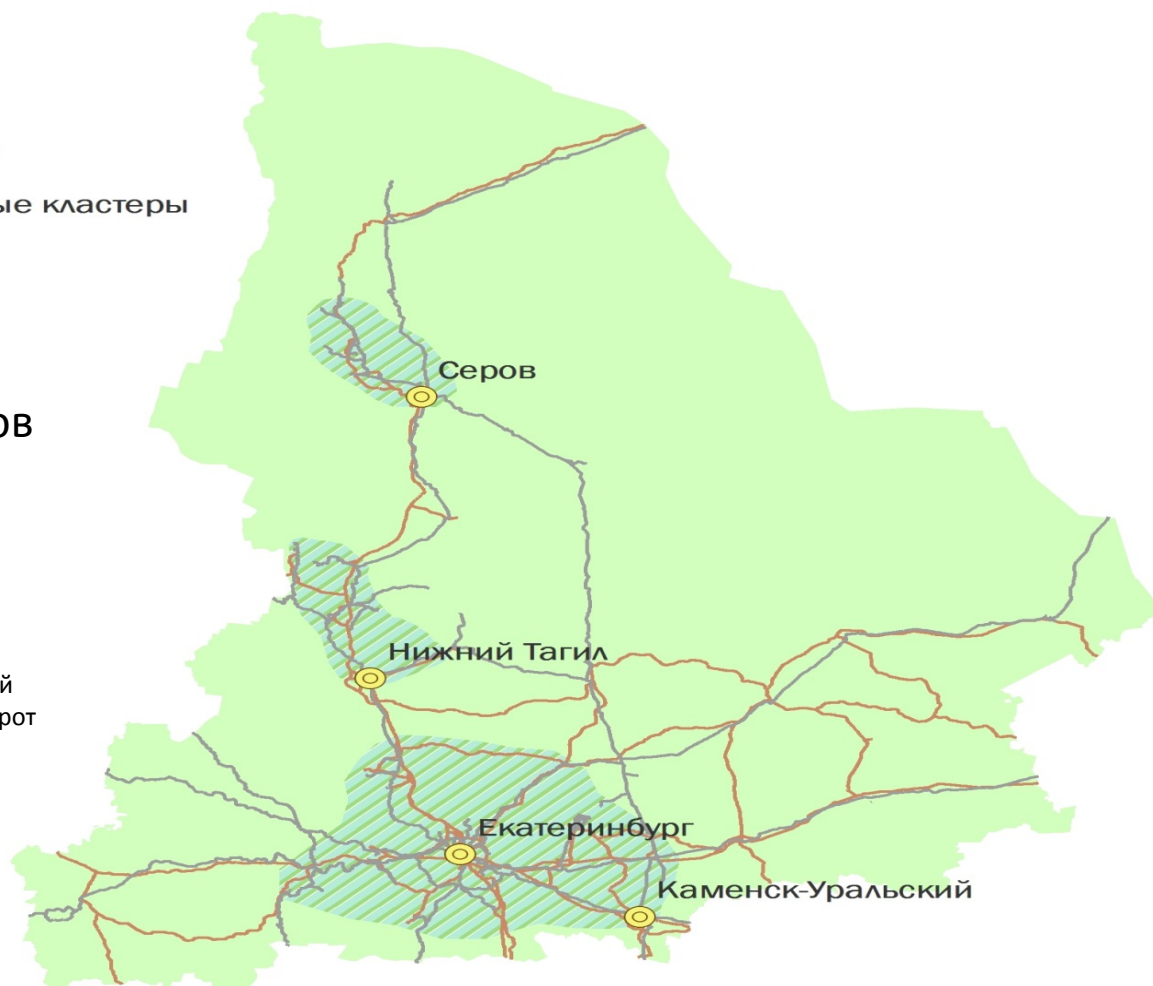 ые кластеры
Серов
ов
Нижний Тагил
й
рот
Екатеринбург
Каменск-Уральский